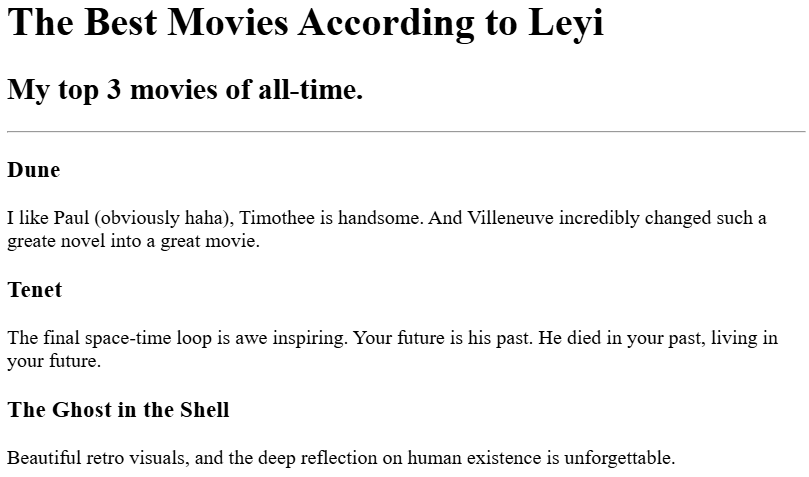 The Best Movies According to Leyi
My top 3 movies of all-time.
Dune
I like Paul (obviously haha), Timothee is handsome. And Villeneuve incredibly changed such a
greate novel into a great movie.
Tenet
The final space-time loop is awe inspiring. Your future is his past. He died in your past, living in
your future.
The Ghost in the Shell
Beautiful retro visuals, and the deep reflection on human existence is unforgettable.